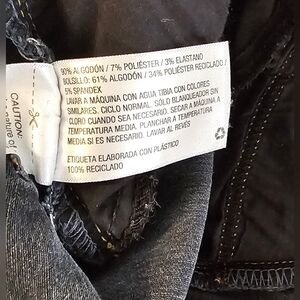 90% ALGODÓN / 7% POLIÉSTER / 3% ELASTANO
BOLSILLO: 61% ALGODÓN / 34% POLIÉSTER RECICLADO /
5% SPANDEX
LAVAR A MÁQUINA CON AGUA TIBIA CON COLORES
SIMILARES. CICLO NORMAL. SÓLO BLANQUEADOR SIN
CLORO CUANDO SEA NECESARIO. SECAR A MÁQUINA A
TEMPERATURA MEDIA. PLANCHAR A TEMPERATURA
MEDIA SI ES NECESARIO. LAVAR AL REVÉS
ETIQUETA ELABORADA CON PLÁSTICO
100% RECICLADO
CAUTION: